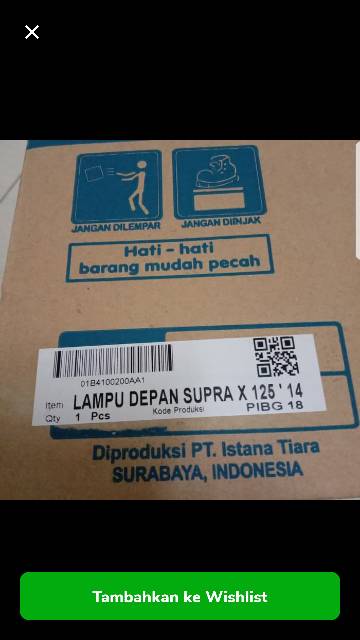 JANGAN DILEMPAR
JANGAN DIINJAK
Hati - hati
barang mudah pecah
01B4100200AA1
Item LAMPU DEPAN SUPRA X 125 ' 14
Qty 1 Pcs Kode Produksi PIBG 18
Diproduksi PT. Istana Tiara
SURABAYA, INDONESIA
Tambahkan ke Wishlist